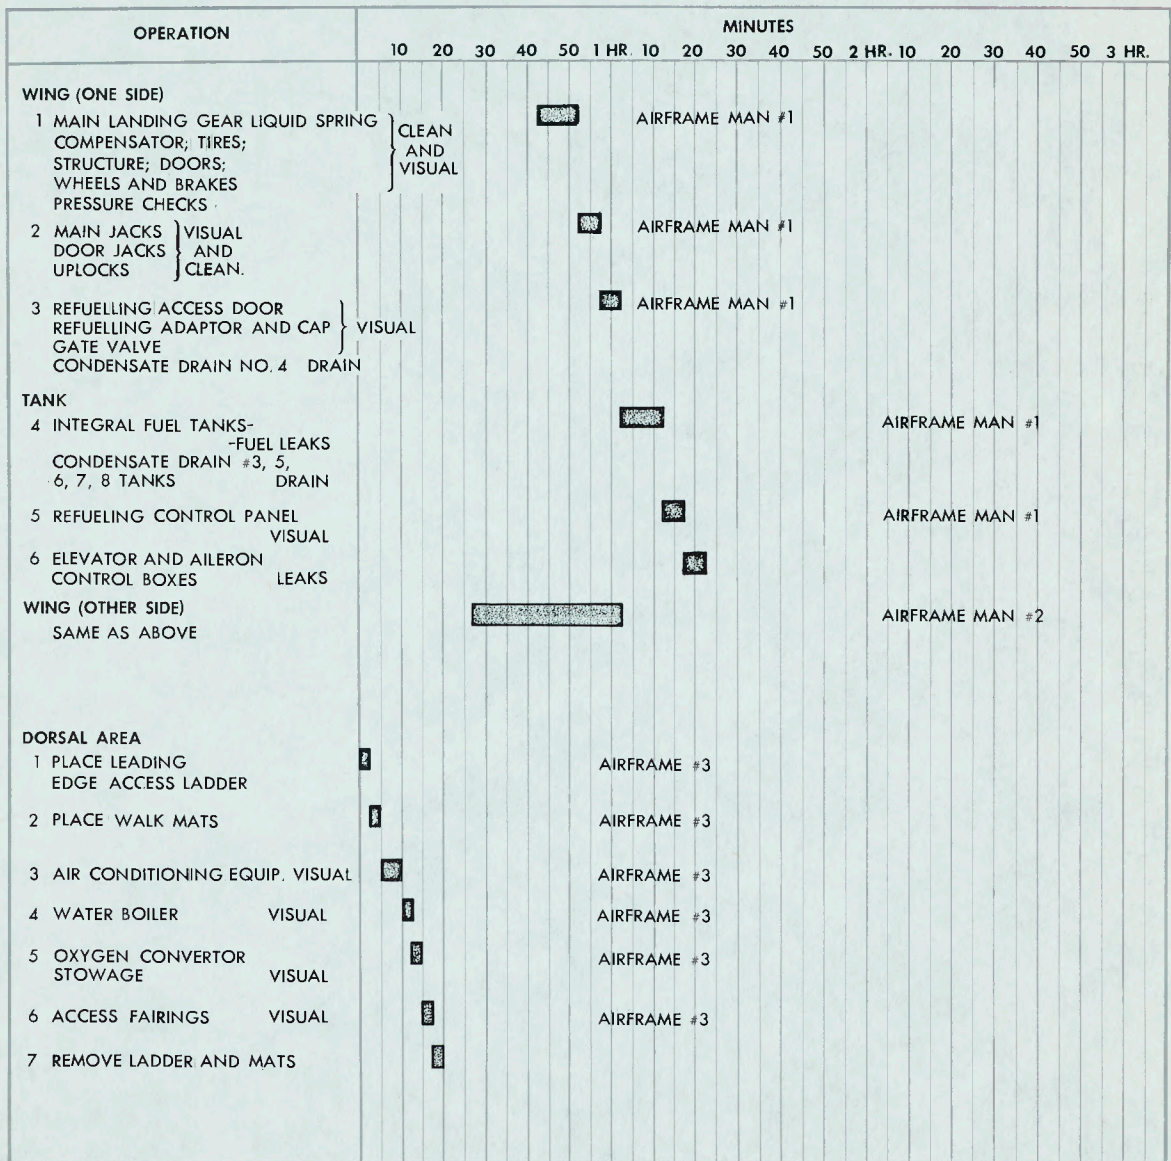 OPERATION
MINUTES
10 20 30 40 50 1 HR. 10 20 30 40 50 2 HR. 10 20 30 40 50 3 HR.
WING (ONE SIDE)
1 MAIN LANDING GEAR LIQUID SPRING
COMPENSATOR; TIRES;
STRUCTURE; DOORS;
WHEELS AND BRAKES
PRESSURE CHECKS
CLEAN
AND
VISUAL
AIRFRAME MAN #1
2 MAIN JACKS
DOOR JACKS
UPLOCKS
VISUAL
AND
CLEAN.
AIRFRAME MAN #1
3 REFUELLING ACCESS DOOR
REFUELLING ADAPTOR AND CAP
GATE VALVE
VISUAL
CONDENSATE DRAIN NO. 4 DRAIN
AIRFRAME MAN #1
TANK
4 INTEGRAL FUEL TANKS-
-FUEL LEAKS
CONDENSATE DRAIN #3, 5,
6, 7, 8 TANKS DRAIN
AIRFRAME MAN #1
5 REFUELING CONTROL PANEL
VISUAL
AIRFRAME MAN #1
6 ELEVATOR AND AILERON
CONTROL BOXES LEAKS
WING (OTHER SIDE)
SAME AS ABOVE
AIRFRAME MAN #2
DORSAL AREA
1 PLACE LEADING
EDGE ACCESS LADDER
AIRFRAME #3
2 PLACE WALK MATS
AIRFRAME #3
3 AIR CONDITIONING EQUIP. VISUAL
AIRFRAME #3
4 WATER BOILER VISUAL
AIRFRAME #3
5 OXYGEN CONVERTOR
STOWAGE VISUAL
AIRFRAME #3
6 ACCESS FAIRINGS VISUAL
AIRFRAME #3
7 REMOVE LADDER AND MATS